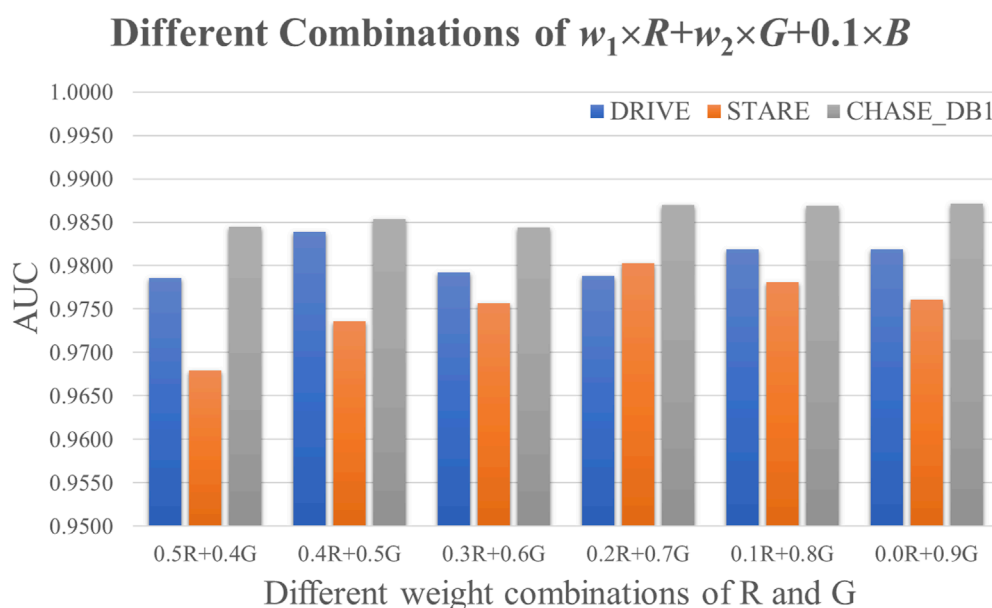 Different Combinations of w₁×R+w₂×G+0.1×B
DRIVE STARE CHASE_DB1
1.0000
0.9950
0.9900
0.9850
0.9800
0.9750
0.9700
0.9650
0.9600
0.9550
0.9500
AUC
0.5R+0.4G 0.4R+0.5G 0.3R+0.6G 0.2R+0.7G 0.1R+0.8G 0.0R+0.9G
Different weight combinations of R and G